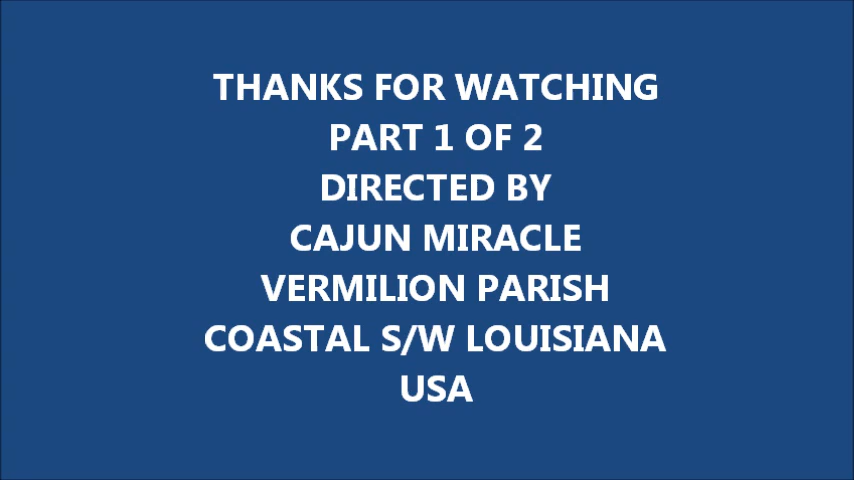 THANKS FOR WATCHING
PART 1 OF 2
DIRECTED BY
CAJUN MIRACLE
VERMILION PARISH
COASTAL S/W LOUISIANA
USA